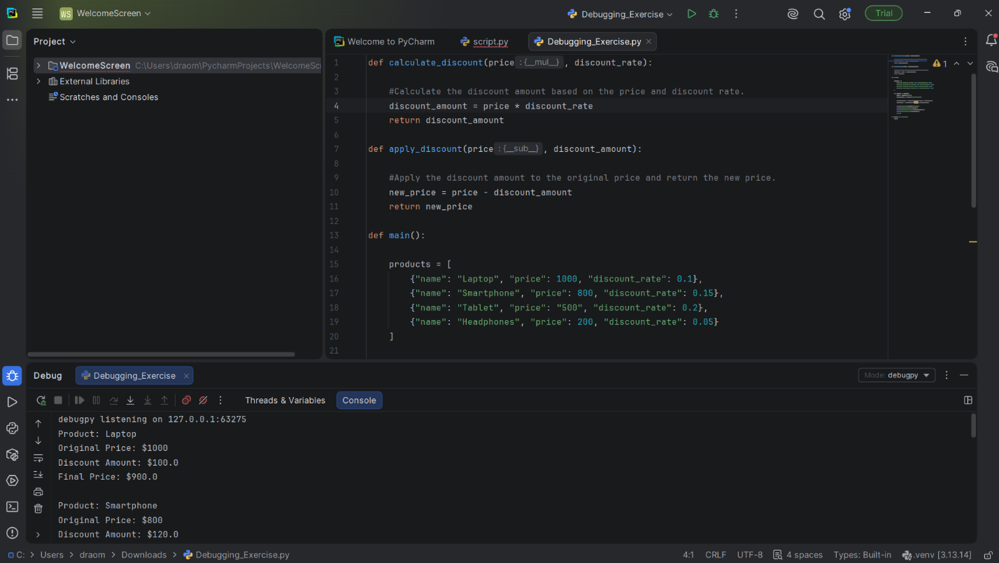 WS WelcomeScreen
Debugging_Exercise
Trial
Project
WelcomeScreen C:\Users\draom\PycharmProjects\WelcomeScr
External Libraries
Scratches and Consoles
Welcome to PyCharm
script.py
Debugging_Exercise.py
1 def calculate_discount(price :{__mul__} , discount_rate):
2
3 #Calculate the discount amount based on the price and discount rate.
4 discount_amount = price * discount_rate
5 return discount_amount
6
7 def apply_discount(price :{__sub__} , discount_amount):
8
9 #Apply the discount amount to the original price and return the new price.
10 new_price = price - discount_amount
11 return new_price
12
13 def main():
14
15 products = [
16 {"name": "Laptop", "price": 1000, "discount_rate": 0.1},
17 {"name": "Smartphone", "price": 800, "discount_rate": 0.15},
18 {"name": "Tablet", "price": "500", "discount_rate": 0.2},
19 {"name": "Headphones", "price": 200, "discount_rate": 0.05}
20 ]
21
1
Debug
Debugging_Exercise
Mode: debugpy
Threads & Variables
Console
debugpy listening on 127.0.0.1:63275
Product: Laptop
Original Price: $1000
Discount Amount: $100.0
Final Price: $900.0
Product: Smartphone
Original Price: $800
Discount Amount: $120.0
C: > Users > draom > Downloads > Debugging_Exercise.py
4:1 CRLF UTF-8 4 spaces Types: Built-in .venv [3.13.14]